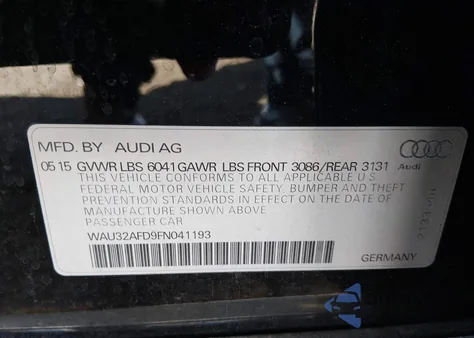 MFD. BY AUDI AG
05 15 GVWR LBS 6041 GAWR LBS FRONT 3086/REAR 3131
Audi
THIS VEHICLE CONFORMS TO ALL APPLICABLE U.S.
FEDERAL MOTOR VEHICLE SAFETY, BUMPER AND THEFT
PREVENTION STANDARDS IN EFFECT ON THE DATE
OF MANUFACTURE SHOWN ABOVE
PASSENGER CAR
WAU32AFD9FN041193
GERMANY